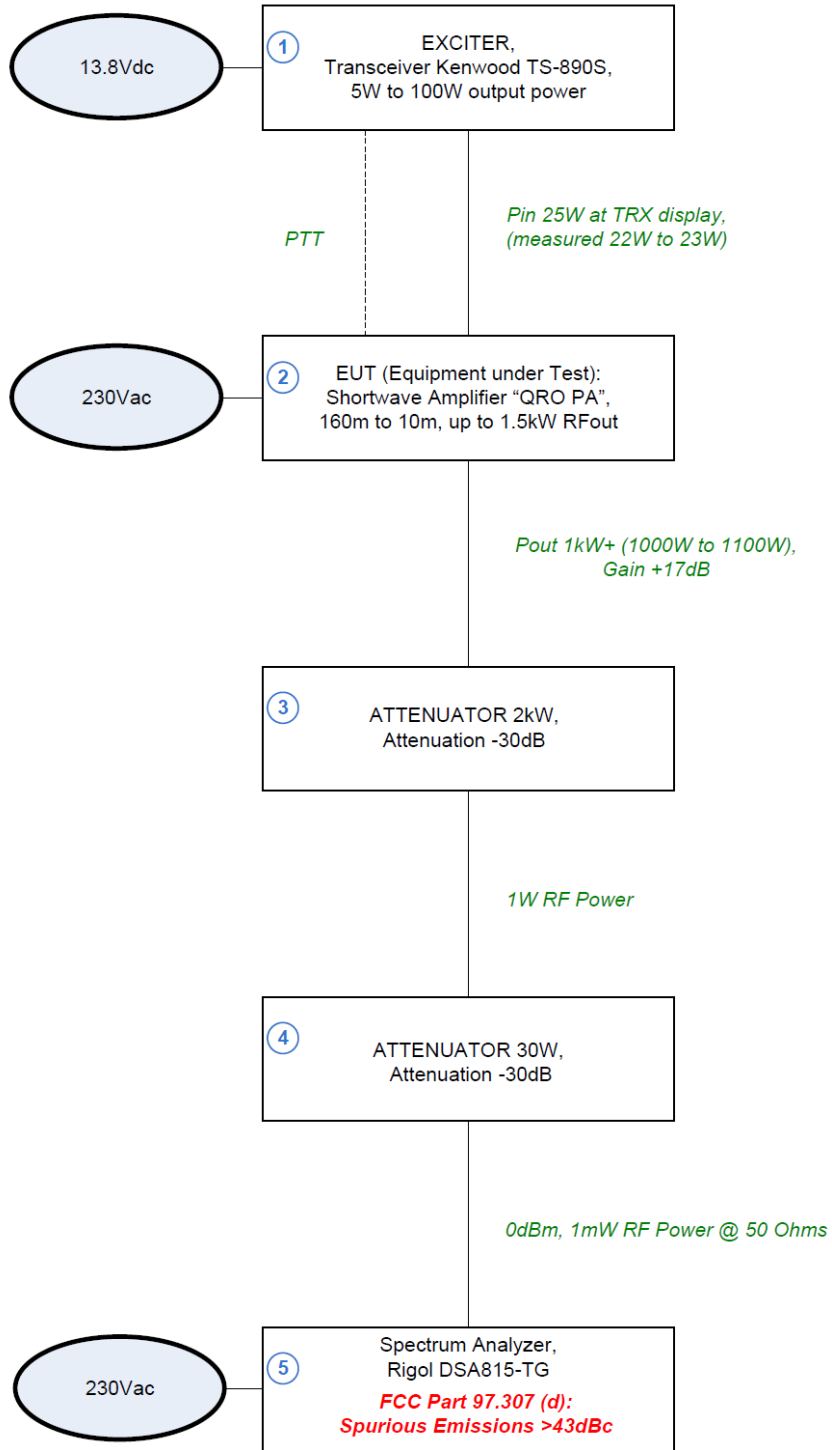 13.8Vdc
1
EXCITER,
Transceiver Kenwood TS-890S,
5W to 100W output power
PTT
Pin 25W at TRX display,
(measured 22W to 23W)
230Vac
2
EUT (Equipment under Test):
Shortwave Amplifier “QRO PA”,
160m to 10m, up to 1.5kW RFout
Pout 1kW+ (1000W to 1100W),
Gain +17dB
3
ATTENUATOR 2kW,
Attenuation -30dB
1W RF Power
4
ATTENUATOR 30W,
Attenuation -30dB
0dBm, 1mW RF Power @ 50 Ohms
230Vac
5
Spectrum Analyzer,
Rigol DSA815-TG
FCC Part 97.307 (d):
Spurious Emissions >43dBc